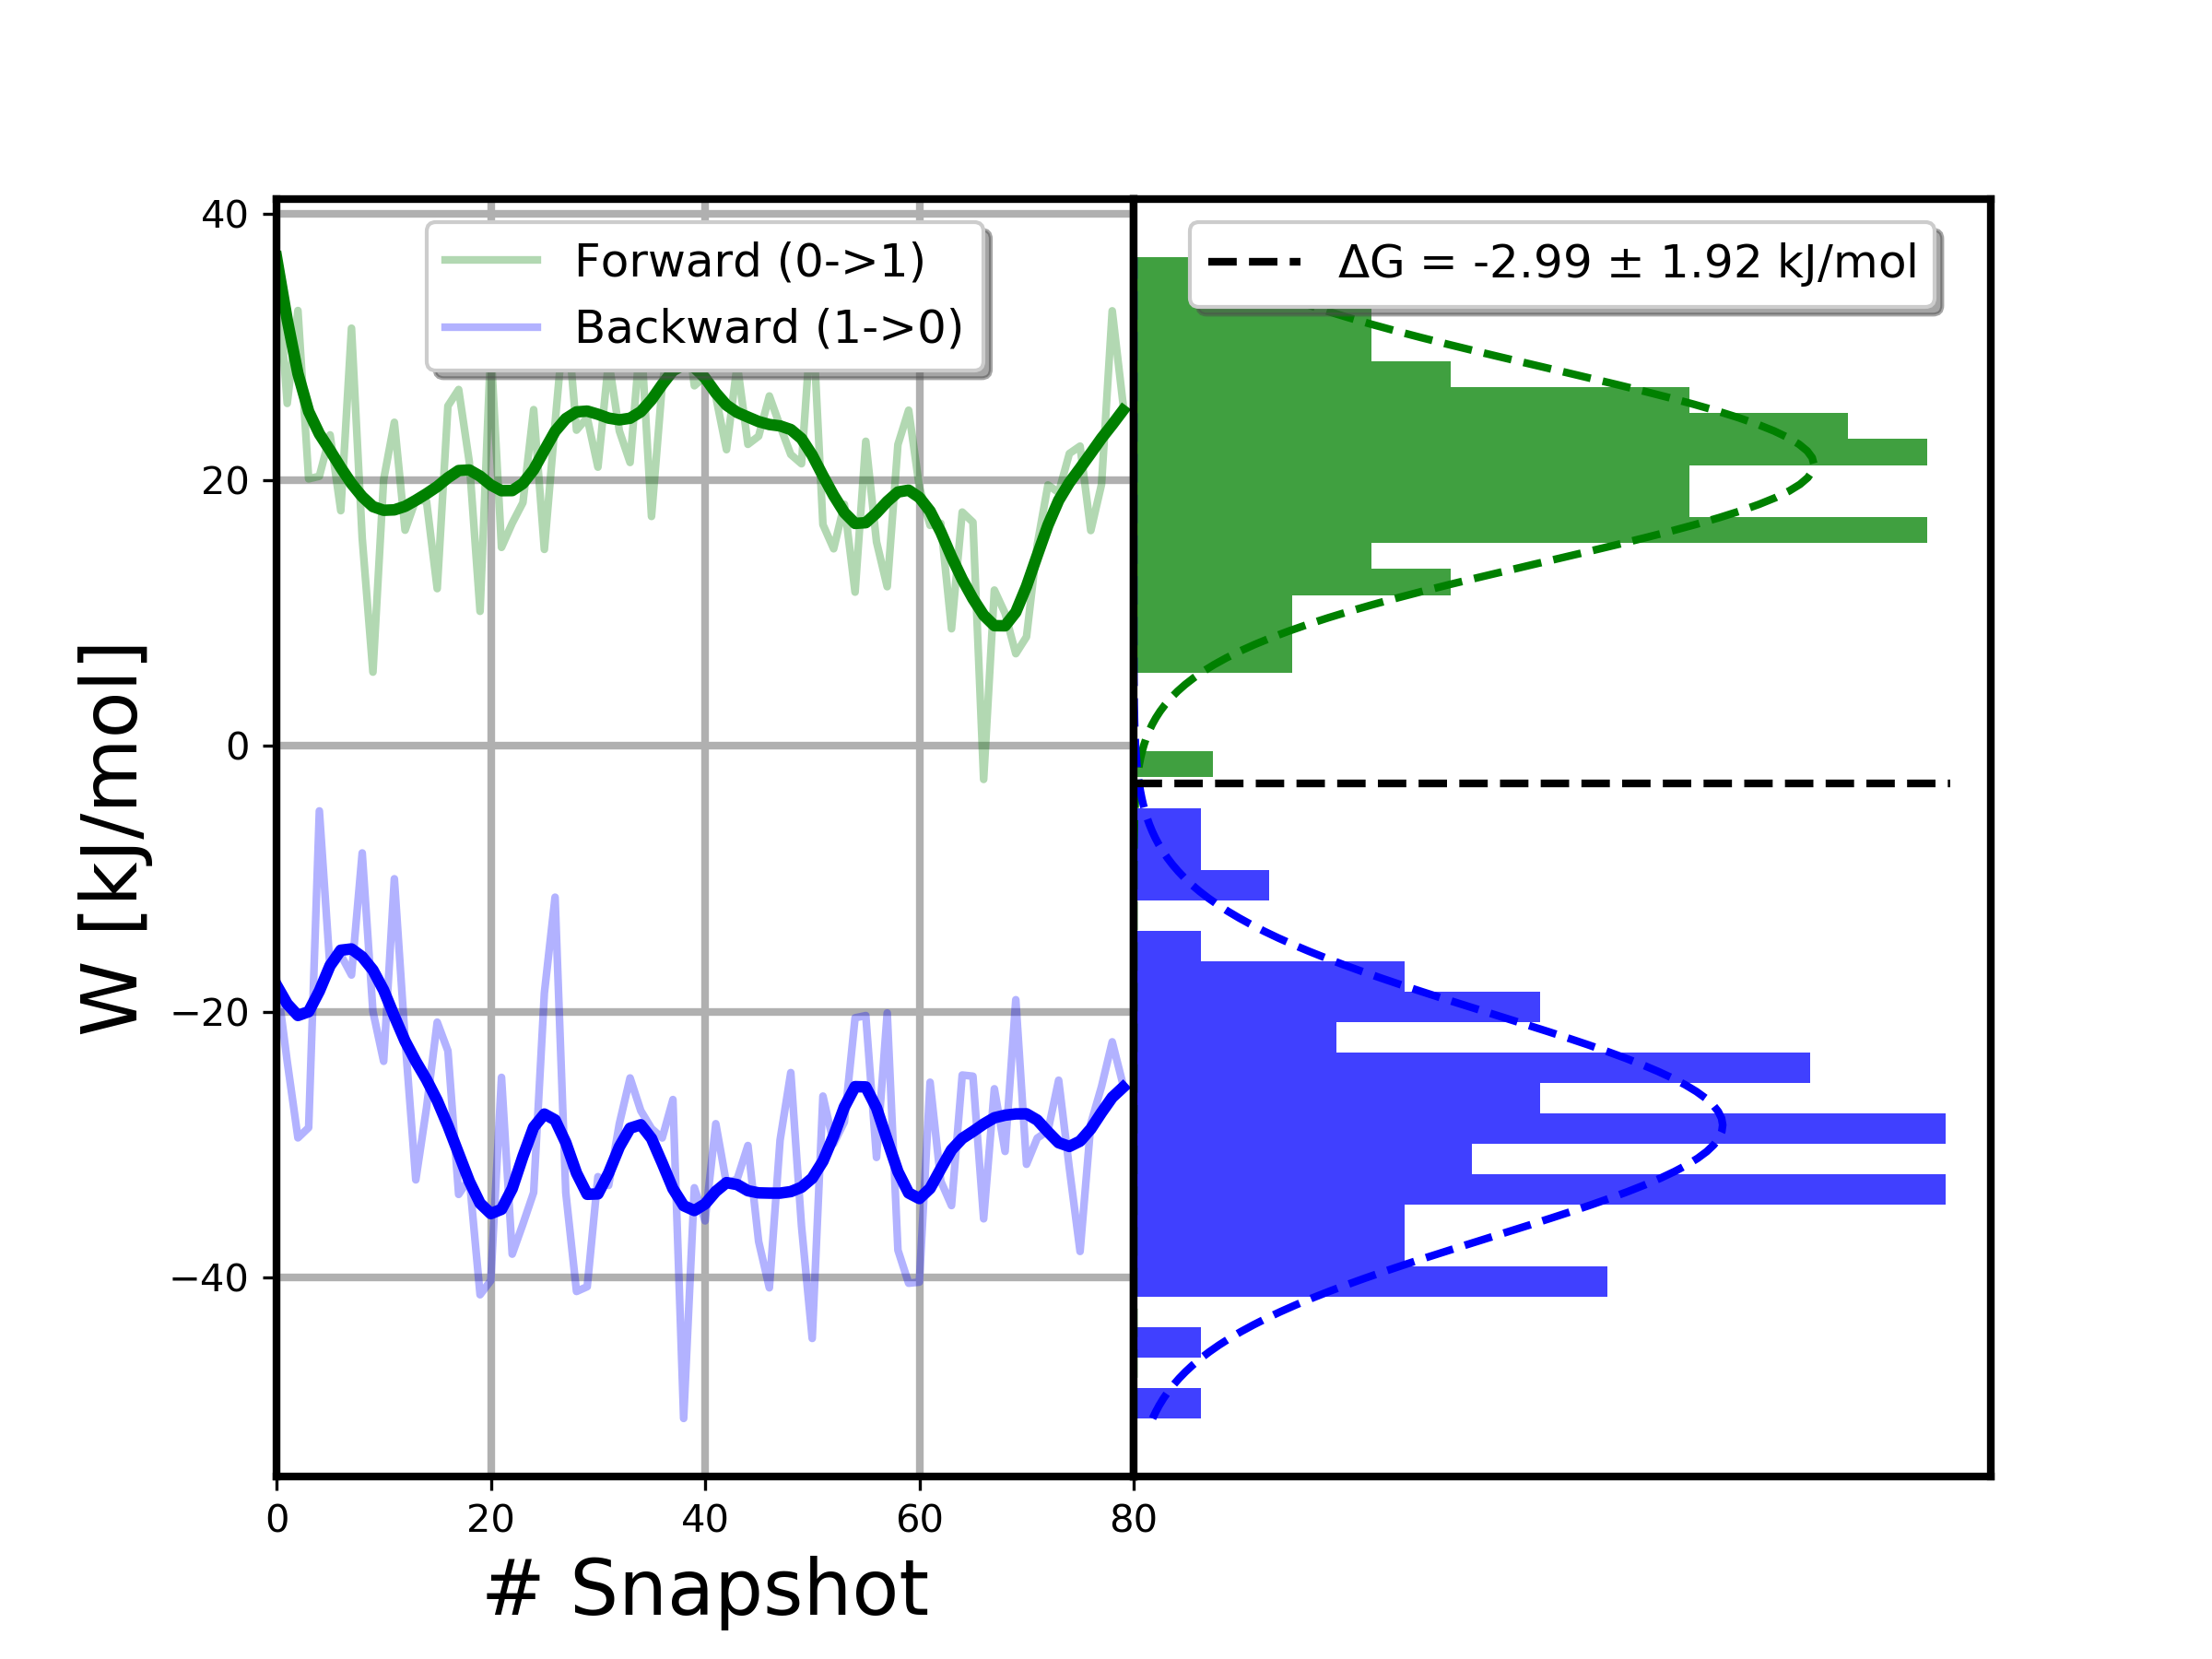 Forward (0->1)
Backward (1->0)
ΔG = -2.99 ± 1.92 kJ/mol
W [kJ/mol]
40
20
0
−20
−40
0 20 40 60 80
# Snapshot